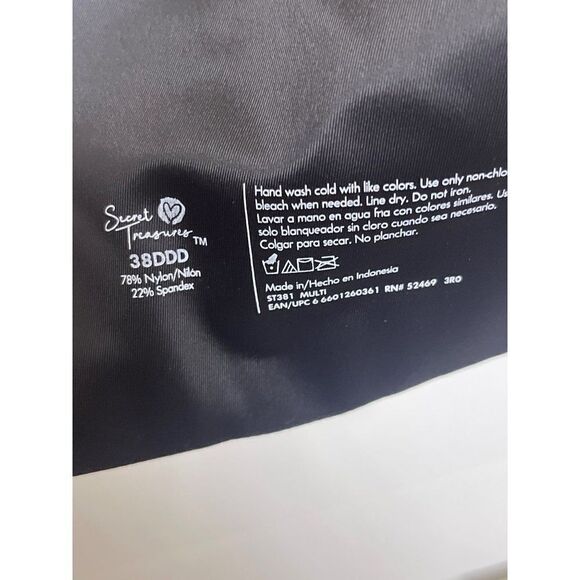 Secret
Treasures™
38DDD
78% Nylon/Nilón
22% Spandex
Hand wash cold with like colors. Use only non-chlo
bleach when needed. Line dry. Do not iron.
Lavar a mano en agua fria con colores similares. Us
solo blanqueador sin cloro cuando sea necesario.
Colgar para secar. No planchar.
Made in/Hecho en Indonesia
ST381 MULTI
EAN/UPC 6 6601260361 RN# 52469 3RO